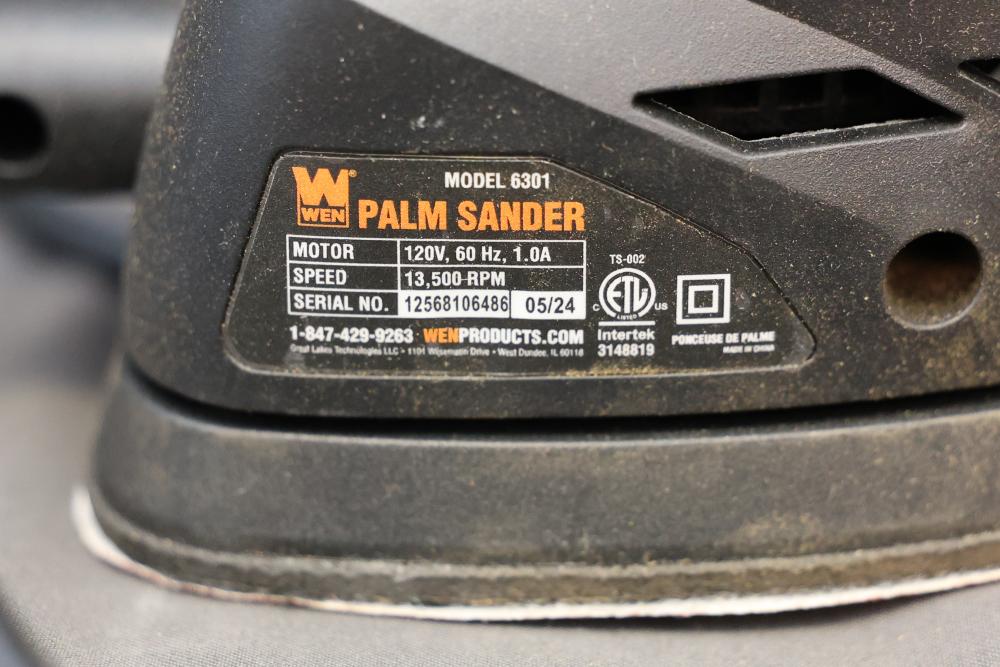 MODEL 6301
WEN®
PALM SANDER
MOTOR 120V, 60 Hz, 1.0A
SPEED 13,500 RPM
SERIAL NO. 12568106486 05/24
1-847-429-9263 WENPRODUCTS.COM
Great Lakes Technologies LLC • 1101 Wesemann Drive • West Dundee, IL 60118
TS-002
C ETL US
LISTED
Intertek
3148819
PONCEUSE DE PALME
MADE IN CHINA